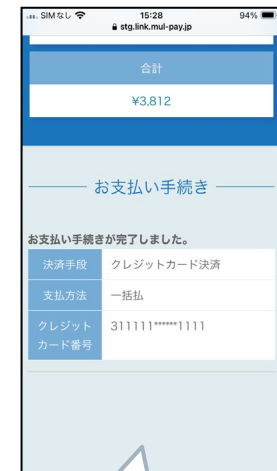 SIMなし 15:28 94%
stg.link.mul-pay.jp
合計
¥3,812
お支払い手続き
お支払い手続きが完了しました。
決済手段 クレジットカード決済
支払方法 一括払
クレジット
カード番号 311111*****1111